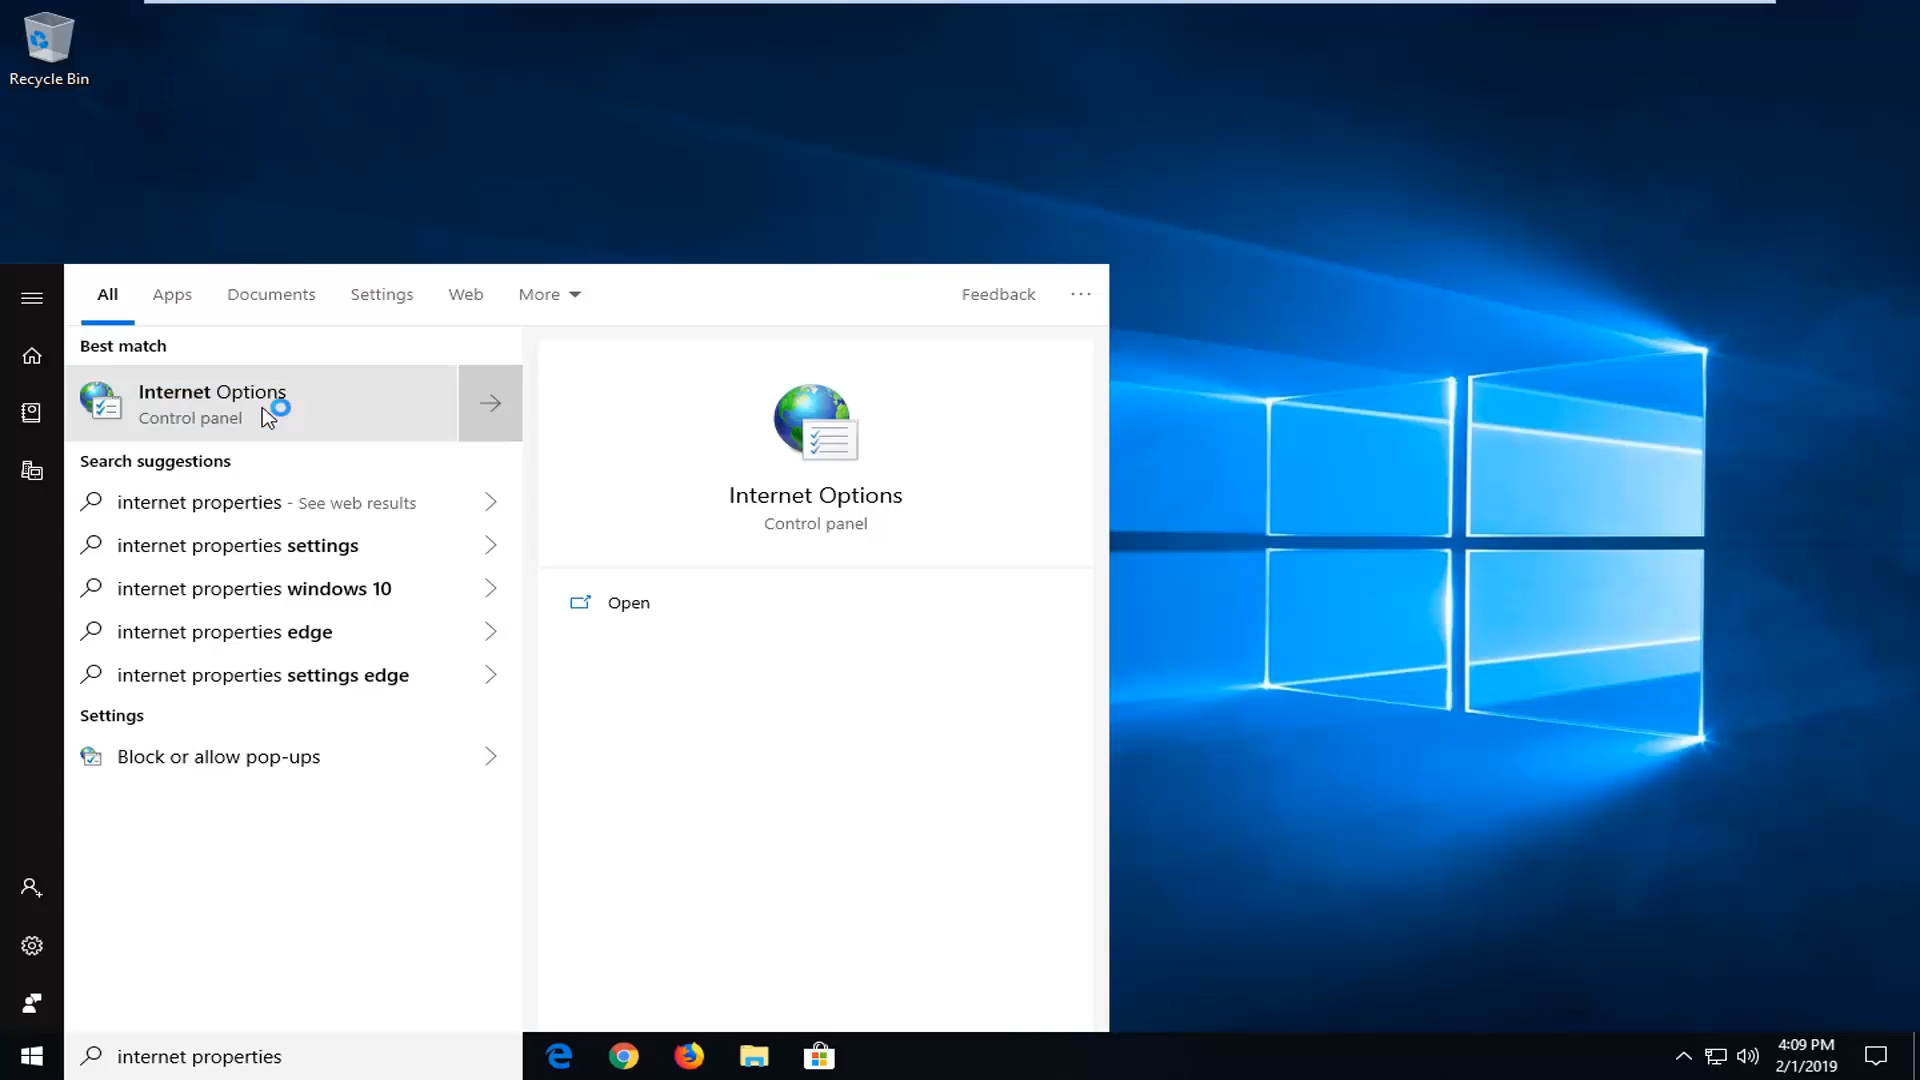 Recycle Bin
All Apps Documents Settings Web More Feedback ...
Best match
Internet Options
Control panel
Search suggestions
internet properties - See web results
internet properties settings
internet properties windows 10
internet properties edge
internet properties settings edge
Settings
Block or allow pop-ups
Internet Options
Control panel
Open
internet properties
4:09 PM
2/1/2019